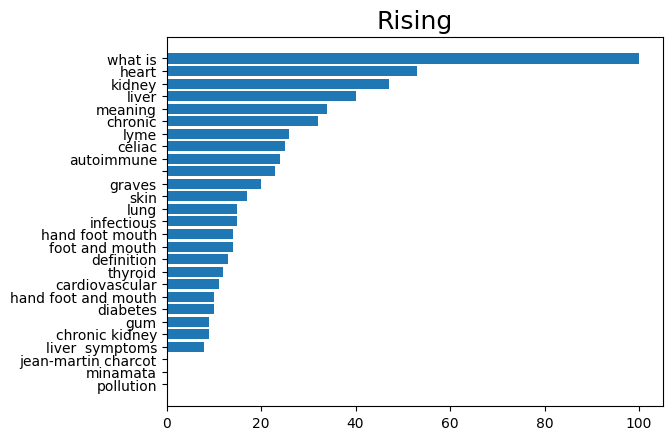 Rising
what is
heart
kidney
liver
meaning
chronic
lyme
celiac
autoimmune
graves
skin
lung
infectious
hand foot mouth
foot and mouth
definition
thyroid
cardiovascular
hand foot and mouth
diabetes
gum
chronic kidney
liver  symptoms
jean-martin charcot
minamata
pollution
0 20 40 60 80 100